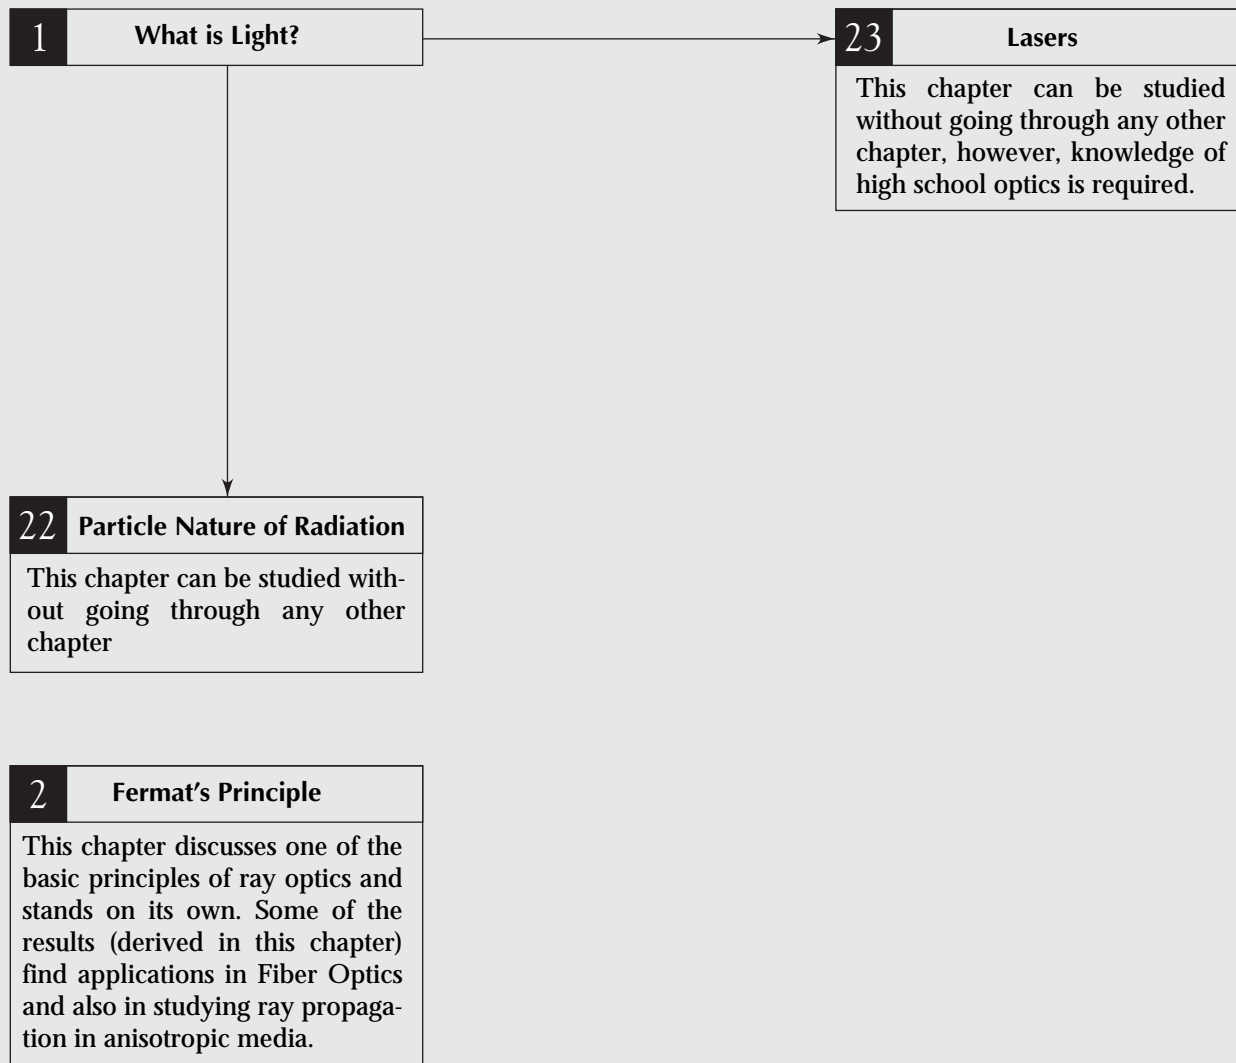 1 What is Light?
23 Lasers
This chapter can be studied
without going through any other
chapter, however, knowledge of
high school optics is required.
22 Particle Nature of Radiation
This chapter can be studied with-
out going through any other
chapter
2 Fermat’s Principle
This chapter discusses one of the
basic principles of ray optics and
stands on its own. Some of the
results (derived in this chapter)
find applications in Fiber Optics
and also in studying ray propaga-
tion in anisotropic media.